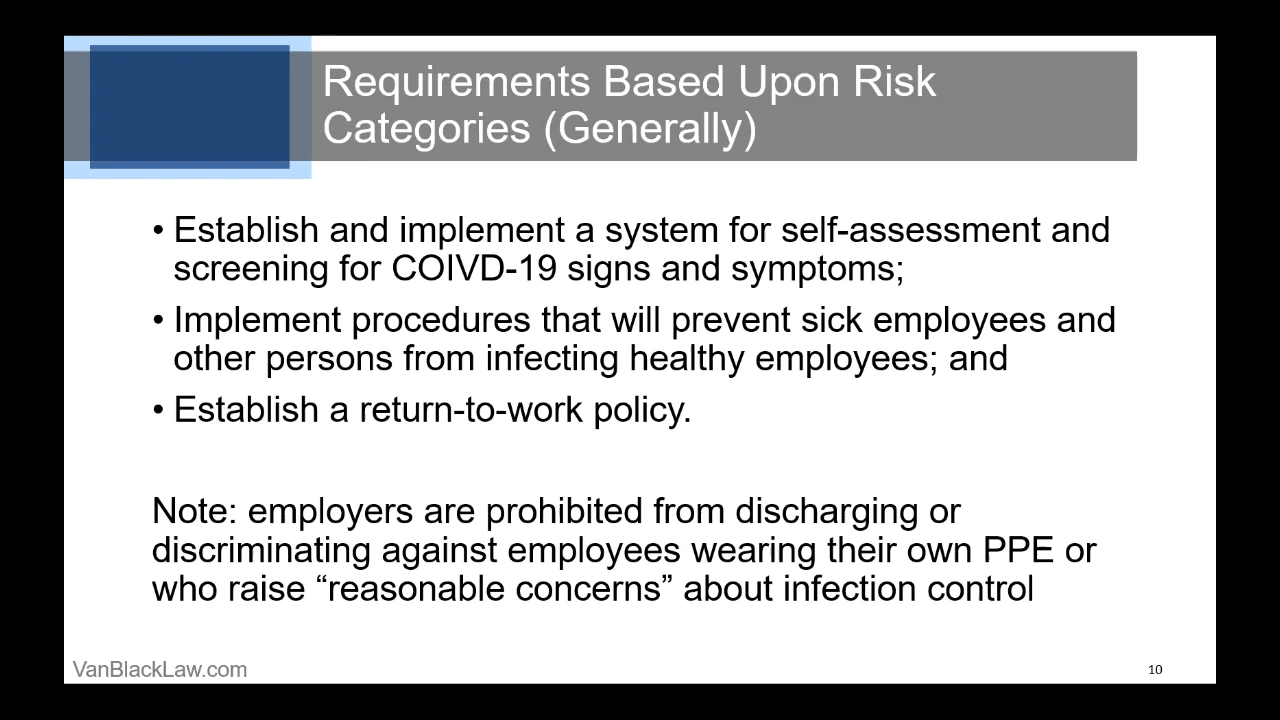 Requirements Based Upon Risk
Categories (Generally)
• Establish and implement a system for self-assessment and
screening for COIVD-19 signs and symptoms;
• Implement procedures that will prevent sick employees and
other persons from infecting healthy employees; and
• Establish a return-to-work policy.
Note: employers are prohibited from discharging or
discriminating against employees wearing their own PPE or
who raise “reasonable concerns” about infection control
VanBlackLaw.com
10